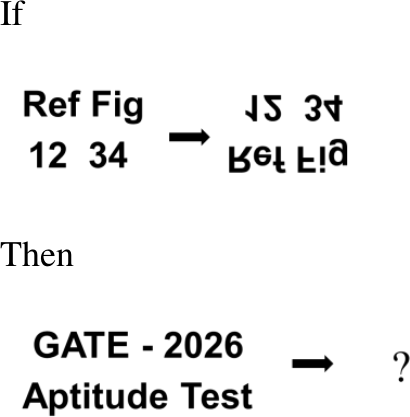 If
Ref Fig
12 34
12 34
Ref Fig
Then
GATE - 2026
Aptitude Test
?